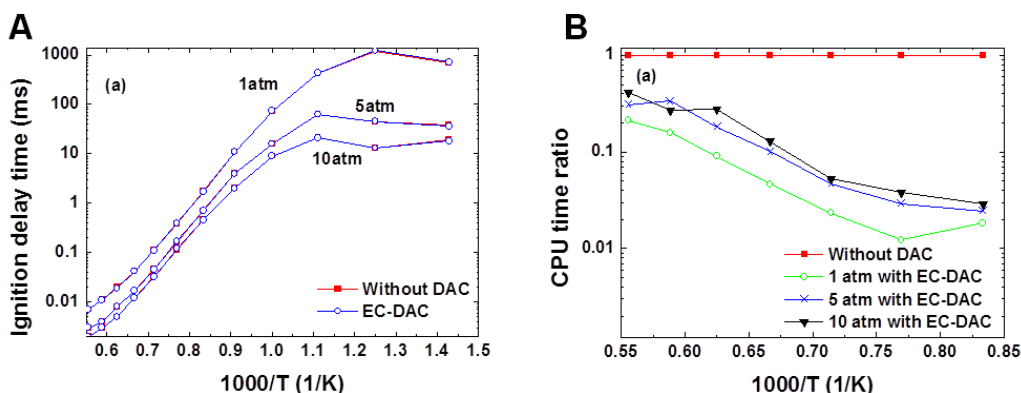 A
Ignition delay time (ms)
1000
100
10
1
0.1
0.01
(a)
1atm
5atm
10atm
Without DAC
EC-DAC
0.6 0.7 0.8 0.9 1.0 1.1 1.2 1.3 1.4 1.5
1000/T (1/K)
B
CPU time ratio
1
0.1
0.01
(a)
Without DAC
1 atm with EC-DAC
5 atm with EC-DAC
10 atm with EC-DAC
0.55 0.60 0.65 0.70 0.75 0.80 0.85
1000/T (1/K)